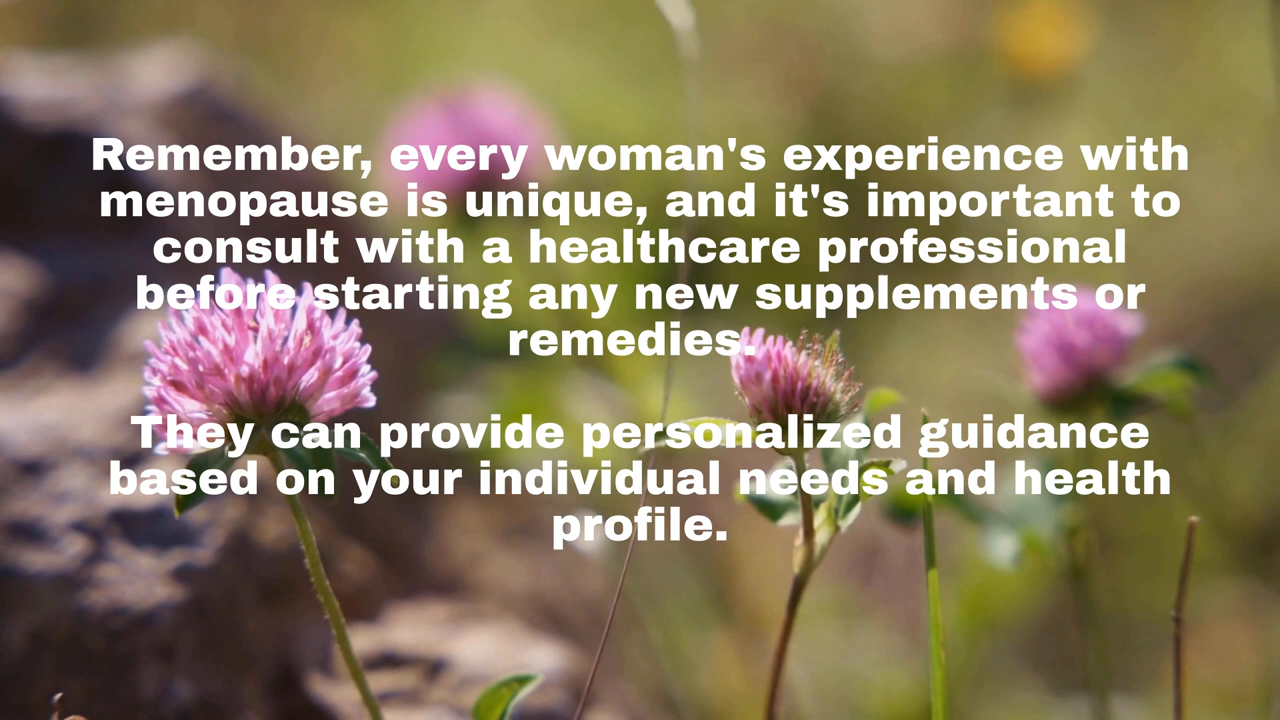 Remember, every woman's experience with
menopause is unique, and it's important to
consult with a healthcare professional
before starting any new supplements or
remedies.
They can provide personalized guidance
based on your individual needs and health
profile.